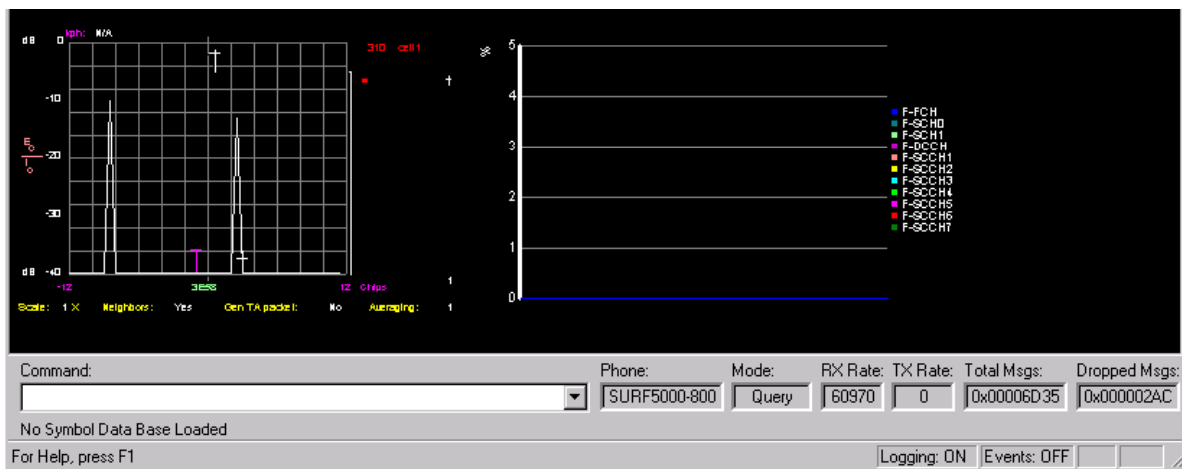 kph: N/A
dB 0
-10
Eo
Io
-20
-30
dB -40
-12 12 Chips
310 cell1
1
Scale: 1 X Neighbors: Yes Gen TA packet: No Averaging: 1
% 5
4
3
2
1
0
F-FCH
F-SCH0
F-SCH1
F-DCCH
F-SCCH1
F-SCCH2
F-SCCH3
F-SCCH4
F-SCCH5
F-SCCH6
F-SCCH7
Command: Phone: Mode: RX Rate: TX Rate: Total Msgs: Dropped Msgs:
SURF5000-800 Query 60970 0 0x00006D35 0x000002AC
No Symbol Data Base Loaded
For Help, press F1 Logging: ON Events: OFF